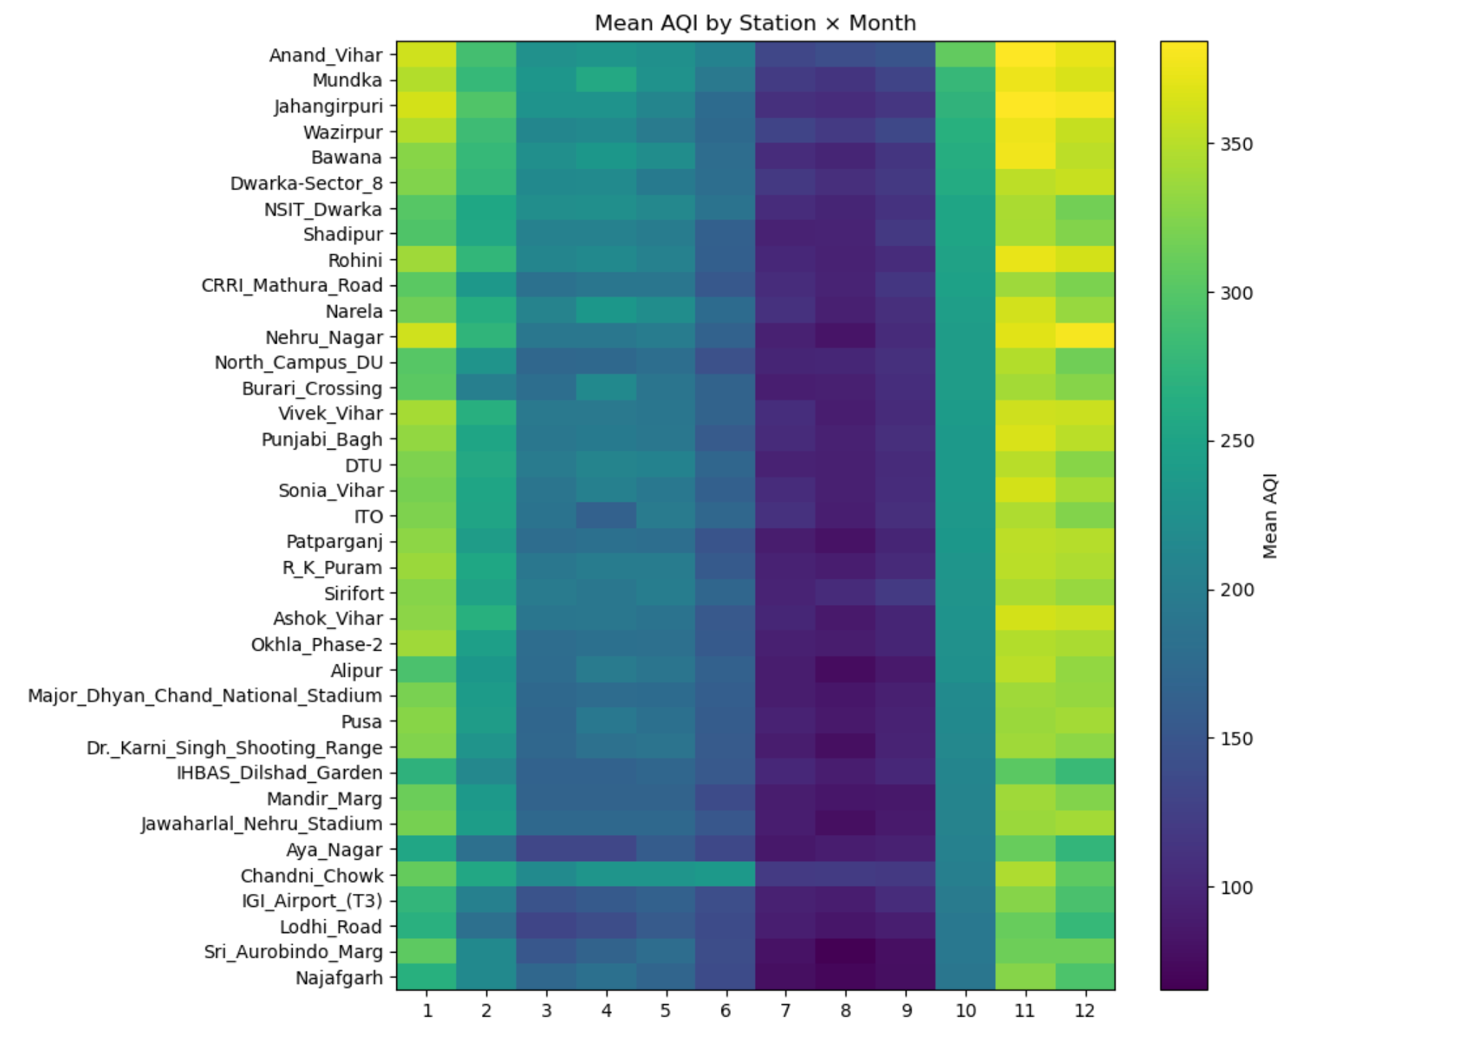 Mean AQI by Station × Month
Anand_Vihar
Mundka
Jahangirpuri
Wazirpur
Bawana
Dwarka-Sector_8
NSIT_Dwarka
Shadipur
Rohini
CRRI_Mathura_Road
Narela
Nehru_Nagar
North_Campus_DU
Burari_Crossing
Vivek_Vihar
Punjabi_Bagh
DTU
Sonia_Vihar
ITO
Patparganj
R_K_Puram
Sirifort
Ashok_Vihar
Okhla_Phase-2
Alipur
Major_Dhyan_Chand_National_Stadium
Pusa
Dr._Karni_Singh_Shooting_Range
IHBAS_Dilshad_Garden
Mandir_Marg
Jawaharlal_Nehru_Stadium
Aya_Nagar
Chandni_Chowk
IGI_Airport_(T3)
Lodhi_Road
Sri_Aurobindo_Marg
Najafgarh
1 2 3 4 5 6 7 8 9 10 11 12
350
300
250
200
150
100
Mean AQI